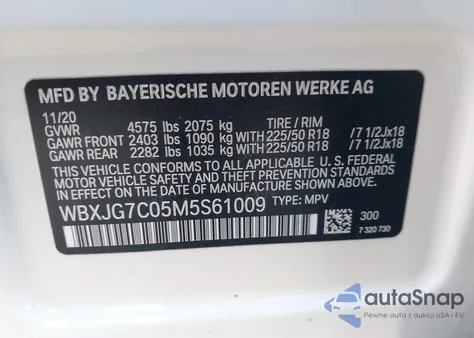 MFD BY BAYERISCHE MOTOREN WERKE AG
11/20
GVWR 4575 lbs 2075 kg TIRE / RIM
GAWR FRONT 2403 lbs 1090 kg WITH 225/50 R18 / 7 1/2Jx18
GAWR REAR 2282 lbs 1035 kg WITH 225/50 R18 / 7 1/2Jx18
THIS VEHICLE CONFORMS TO ALL APPLICABLE FEDERAL MOTOR
VEHICLE SAFETY AND THEFT PREVENTION STANDARDS IN EFFECT
ON THE DATE OF MANUFACTURE SHOWN ABOVE.
WBXJG7C05M5S61009 TYPE: MPV
300
7 320 730
autoSnap
Pewne auta z aukcji USA i EU